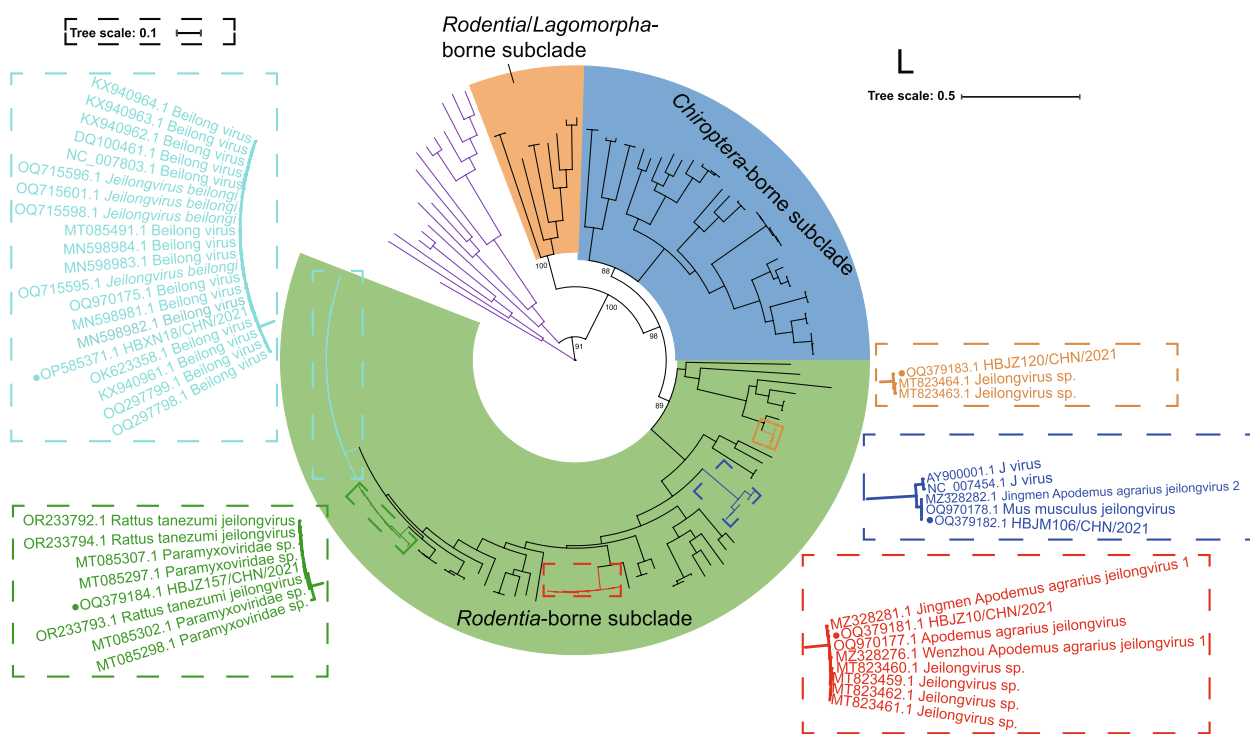 Rodentia/Lagomorpha-
borne subclade
Tree scale: 0.1
L
Tree scale: 0.5
Chiroptera-borne subclade
KX940964.1 Beilong virus
KX940963.1 Beilong virus
KX940962.1 Beilong virus
DQ100461.1 Beilong virus
NC_007803.1 Beilong virus
OQ715596.1 Jeilongvirus beilongi
OQ715601.1 Jeilongvirus beilongi
OQ715598.1 Jeilongvirus beilongi
MT085491.1 Beilong virus
MN598984.1 Beilong virus
MN598983.1 Beilong virus
OQ715595.1 Jeilongvirus beilongi
OQ970175.1 Beilong virus
MN598981.1 Beilong virus
MN598982.1 Beilong virus
OP585371.1 HBXN18/CHN/2021
OK623358.1 Beilong virus
KX940961.1 Beilong virus
OQ297799.1 Beilong virus
OQ297798.1 Beilong virus
100
88
100
98
91
89
OQ379183.1 HBJZ120/CHN/2021
MT823464.1 Jeilongvirus sp.
MT823463.1 Jeilongvirus sp.
AY900001.1 J virus
NC_007454.1 J virus
MZ328282.1 Jingmen Apodemus agrarius jeilongvirus 2
OQ970178.1 Mus musculus jeilongvirus
OQ379182.1 HBJM106/CHN/2021
OR233792.1 Rattus tanezumi jeilongvirus
OR233794.1 Rattus tanezumi jeilongvirus
MT085307.1 Paramyxoviridae sp.
MT085297.1 Paramyxoviridae sp.
OQ379184.1 HBJZ157/CHN/2021
OR233793.1 Rattus tanezumi jeilongvirus
MT085302.1 Paramyxoviridae sp.
MT085298.1 Paramyxoviridae sp.
Rodentia-borne subclade
MZ328281.1 Jingmen Apodemus agrarius jeilongvirus 1
OQ379181.1 HBJZ10/CHN/2021
OQ970177.1 Apodemus agrarius jeilongvirus
MZ328276.1 Wenzhou Apodemus agrarius jeilongvirus 1
MT823460.1 Jeilongvirus sp.
MT823459.1 Jeilongvirus sp.
MT823462.1 Jeilongvirus sp.
MT823461.1 Jeilongvirus sp.